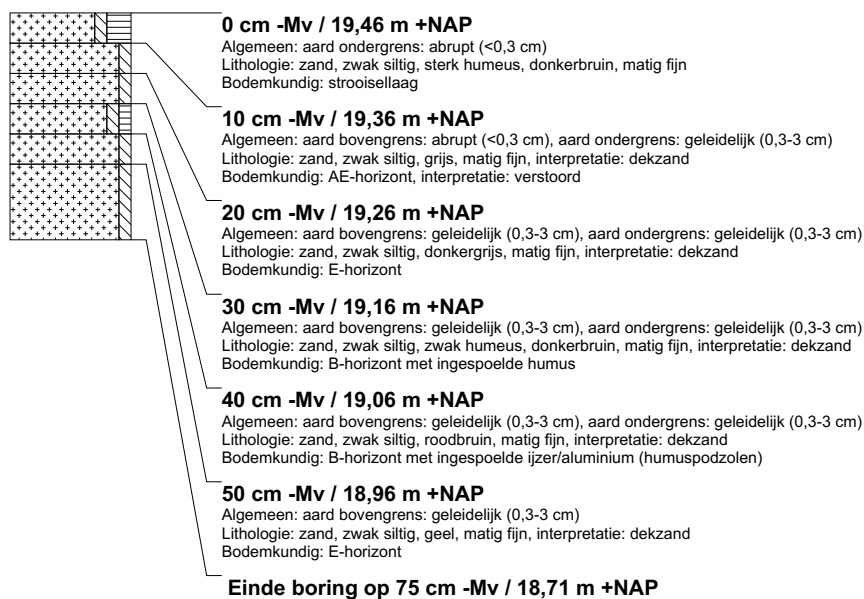 0 cm -Mv / 19,46 m +NAP
Algemeen: aard ondergrens: abrupt (<0,3 cm)
Lithologie: zand, zwak siltig, sterk humeus, donkerbruin, matig fijn
Bodemkundig: strooisellaag
10 cm -Mv / 19,36 m +NAP
Algemeen: aard bovengrens: abrupt (<0,3 cm), aard ondergrens: geleidelijk (0,3-3 cm)
Lithologie: zand, zwak siltig, grijs, matig fijn, interpretatie: dekzand
Bodemkundig: AE-horizont, interpretatie: verstoord
20 cm -Mv / 19,26 m +NAP
Algemeen: aard bovengrens: geleidelijk (0,3-3 cm), aard ondergrens: geleidelijk (0,3-3 cm)
Lithologie: zand, zwak siltig, donkergrijs, matig fijn, interpretatie: dekzand
Bodemkundig: E-horizont
30 cm -Mv / 19,16 m +NAP
Algemeen: aard bovengrens: geleidelijk (0,3-3 cm), aard ondergrens: geleidelijk (0,3-3 cm)
Lithologie: zand, zwak siltig, zwak humeus, donkerbruin, matig fijn, interpretatie: dekzand
Bodemkundig: B-horizont met ingespoelde humus
40 cm -Mv / 19,06 m +NAP
Algemeen: aard bovengrens: geleidelijk (0,3-3 cm), aard ondergrens: geleidelijk (0,3-3 cm)
Lithologie: zand, zwak siltig, roodbruin, matig fijn, interpretatie: dekzand
Bodemkundig: B-horizont met ingespoelde ijzer/aluminium (humuspodzolen)
50 cm -Mv / 18,96 m +NAP
Algemeen: aard bovengrens: geleidelijk (0,3-3 cm)
Lithologie: zand, zwak siltig, geel, matig fijn, interpretatie: dekzand
Bodemkundig: E-horizont
Einde boring op 75 cm -Mv / 18,71 m +NAP